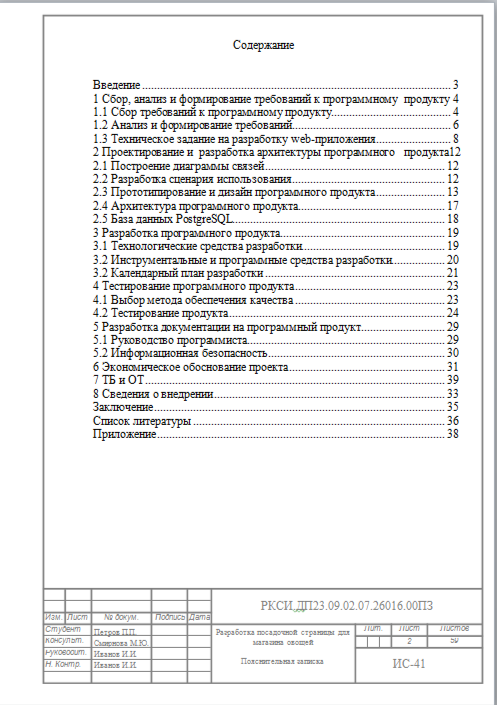 Содержание
Введение 3
1 Сбор, анализ и формирование требований к программному продукту 4
1.1 Сбор требований к программному продукту 4
1.2 Анализ и формирование требований 6
1.3 Техническое задание на разработку web-приложения 8
2 Проектирование и разработка архитектуры программного продукта12
2.1 Построение диаграммы связей 12
2.2 Разработка сценария использования 12
2.3 Прототипирование и дизайн программного продукта 13
2.4 Архитектура программного продукта 17
2.5 База данных PostgreSQL 18
3 Разработка программного продукта 19
3.1 Технологические средства разработки 19
3.2 Инструментальные и программные средства разработки 20
3.2 Календарный план разработки 21
4 Тестирование программного продукта 23
4.1 Выбор метода обеспечения качества 23
4.2 Тестирование продукта 24
5 Разработка документации на программный продукт 29
5.1 Руководство программиста 29
5.2 Информационная безопасность 30
6 Экономическое обоснование проекта 31
7 ТБ и ОТ 39
8 Сведения о внедрении 33
Заключение 35
Список литературы 36
Приложение 38
РКСИ.ДП23.09.02.07.26016.00ПЗ
Изм. Лист № докум. Подпись Дата
Студент Петров П.П.
Консульт. Смирнова М.Ю.
Руководит. Иванов И.И.
Н. Контр. Иванов И.И.
Разработка посадочной страницы для
магазина овощей
Пояснительная записка
Лит. Лист Листов
2 50
ИС-41